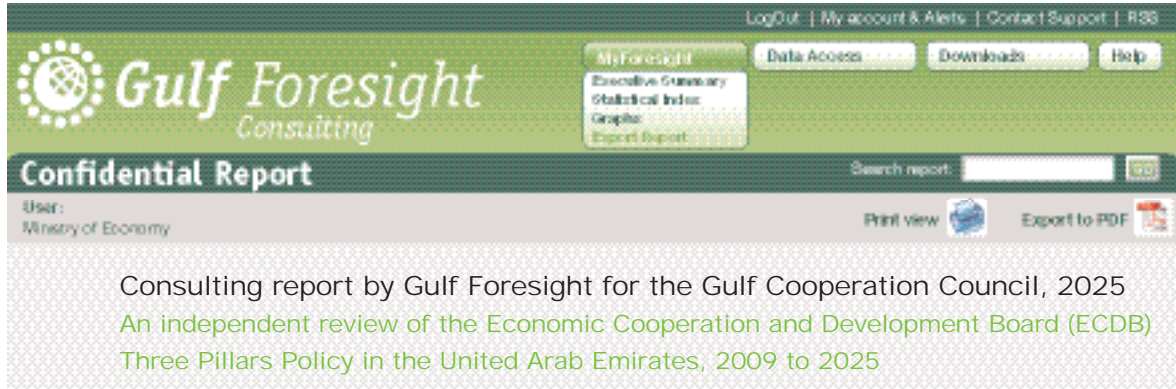 LogOut | My account & Alerts | Contact Support | RSS
MyForesight
Data Access
Downloads
Help
Executive Summary
Statistical Index
Graphs
Export Report
Gulf Foresight
Consulting
Confidential Report
Search report:
GO
User:
Ministry of Economy
Print view
Export to PDF
Consulting report by Gulf Foresight for the Gulf Cooperation Council, 2025
An independent review of the Economic Cooperation and Development Board (ECDB)
Three Pillars Policy in the United Arab Emirates, 2009 to 2025